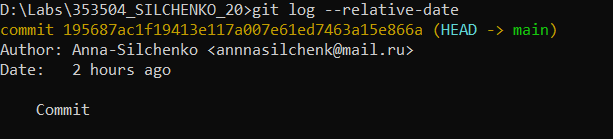 D:\Labs\353504_SILCHENKO_20>git log --relative-date
commit 195687ac1f19413e117a007e61ed7463a15e866a (HEAD -> main)
Author: Anna-Silchenko <annnasilchenk@mail.ru>
Date:   2 hours ago
    Commit